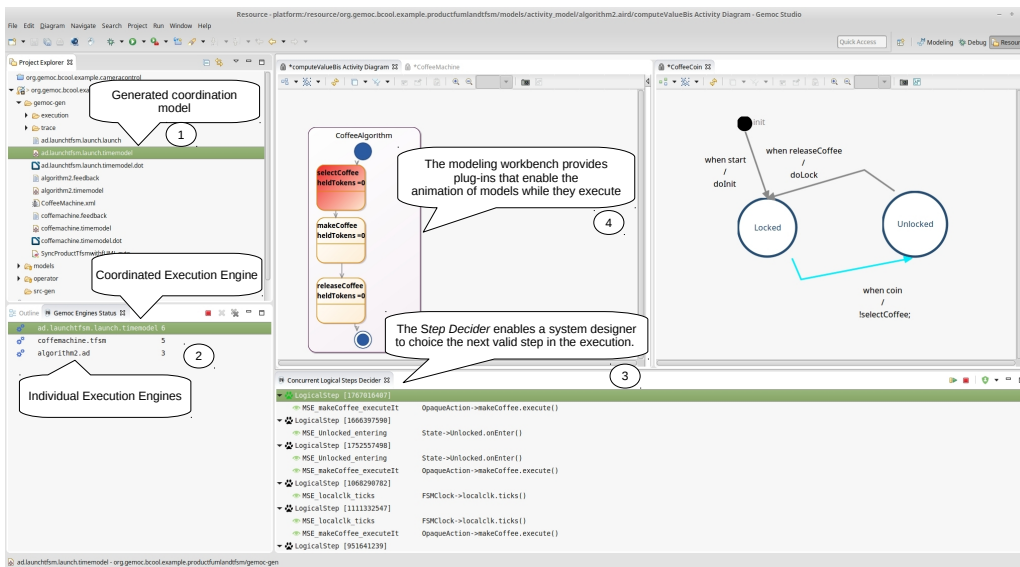 Resource - platform:/resource/org.gemoc.bcool.example.productfumlandtfsm/models/activity_model/algorithm2.aird/computeValueBis Activity Diagram - Gemoc Studio
File Edit Diagram Navigate Search Project Run Window Help
Quick Access
Modeling
Debug
Resour
Project Explorer
org.gemoc.bcool.example.cameracontrol
org.gemoc.bcool.exa
gemoc-gen
execution
trace
ad.launchtfsm.launch.launch
ad.launchtfsm.launch.timemodel
ad.launchtfsm.launch.timemodel.dot
algorithm2.feedback
algorithm2.timemodel
CoffeeMachine.xml
coffemachine.feedback
coffemachine.timemodel
coffemachine.timemodel.dot
models
operator
src-gen
Generated coordination
model
1
Coordinated Execution Engine
Outline
Gemoc Engines Status
ad.launchtfsm.launch.timemodel 6
coffemachine.tfsm 5
algorithm2.ad 3
2
Individual Execution Engines
*computeValueBis Activity Diagram
*CoffeeMachine
CoffeeAlgorithm
selectCoffee
heldTokens =0
makeCoffee
heldTokens =0
releaseCoffee
heldTokens =0
The modeling workbench provides
plug-ins that enable the
animation of models while they execute
4
*CoffeeCoin
init
when start
/
doInit
when releaseCoffee
/
doLock
Locked
Unlocked
when coin
/
!selectCoffee;
The Step Decider enables a system designer
to choice the next valid step in the execution.
3
Concurrent Logical Steps Decider
LogicalStep [1767016487]
MSE_makeCoffee_executeIt OpaqueAction->makeCoffee.execute()
LogicalStep [1666397590]
MSE_Unlocked_entering State->Unlocked.onEnter()
LogicalStep [1752557498]
MSE_Unlocked_entering State->Unlocked.onEnter()
MSE_makeCoffee_executeIt OpaqueAction->makeCoffee.execute()
LogicalStep [1068290782]
MSE_localclk_ticks FSMClock->localclk.ticks()
LogicalStep [1111332547]
MSE_localclk_ticks FSMClock->localclk.ticks()
MSE_makeCoffee_executeIt OpaqueAction->makeCoffee.execute()
LogicalStep [951641239]
ad.launchtfsm.launch.timemodel - org.gemoc.bcool.example.productfumlandtfsm/gemoc-gen